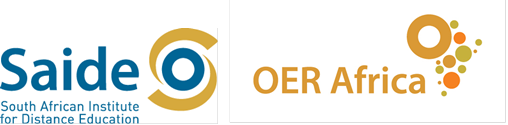 Saide
South African Institute
for Distance Education
OER Africa